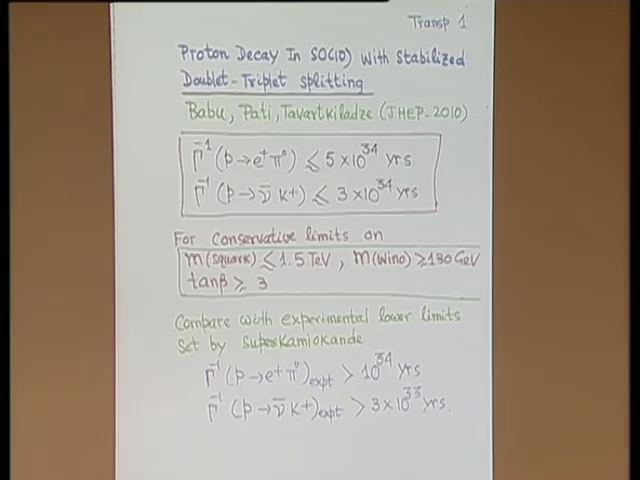 Transp 1
Proton Decay In SO(10) With Stabilized
Doublet-Triplet splitting
Babu, Pati, Tavartkiladze (JHEP-2010)
Γ⁻¹(p→e⁺π⁰) ≤ 5×10³⁴ yrs
Γ⁻¹(p→ν̄ K+) ≤ 3×10³⁴ yrs
For conservative limits on
m(squark) ≤ 1.5 TeV, m(Wino) ≥ 130 GeV
tanβ ≥ 3
Compare with experimental lower limits
set by Superkamiokande
Γ⁻¹(p→e⁺π⁰)expt > 10³⁴ yrs
Γ⁻¹(p→ν̄ K+)expt > 3×10³³ yrs.